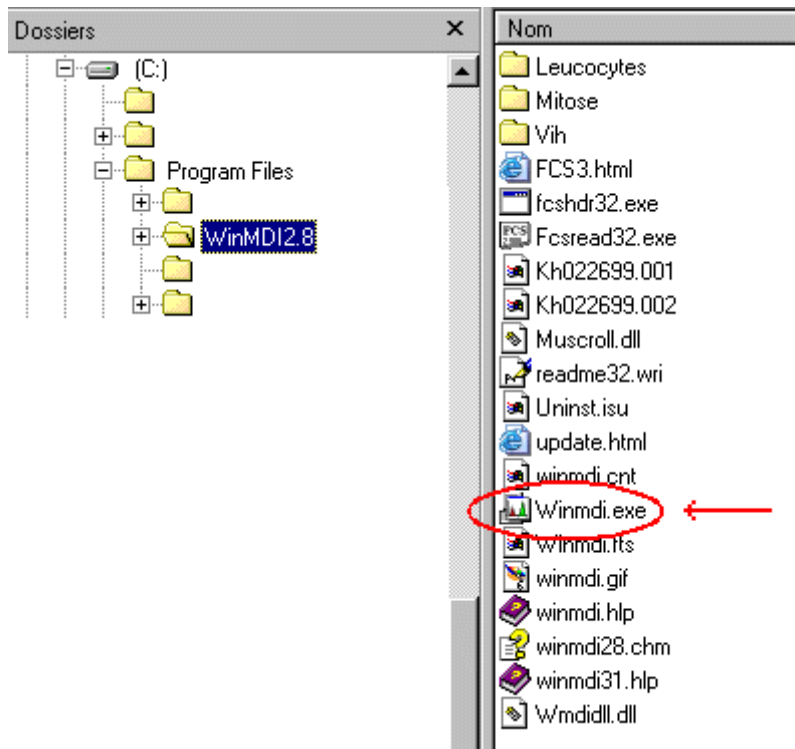 Dossiers
(C:)
Program Files
WinMDI2.8
Nom
Leucocytes
Mitose
Vih
FCS3.html
fcshdr32.exe
Fcsread32.exe
Kh022699.001
Kh022699.002
Muscroll.dll
readme32.wri
Uninst.isu
update.html
winmdi.cnt
Winmdi.exe
Winmdi.fts
winmdi.gif
winmdi.hlp
winmdi28.chm
winmdi31.hlp
Wmdidll.dll